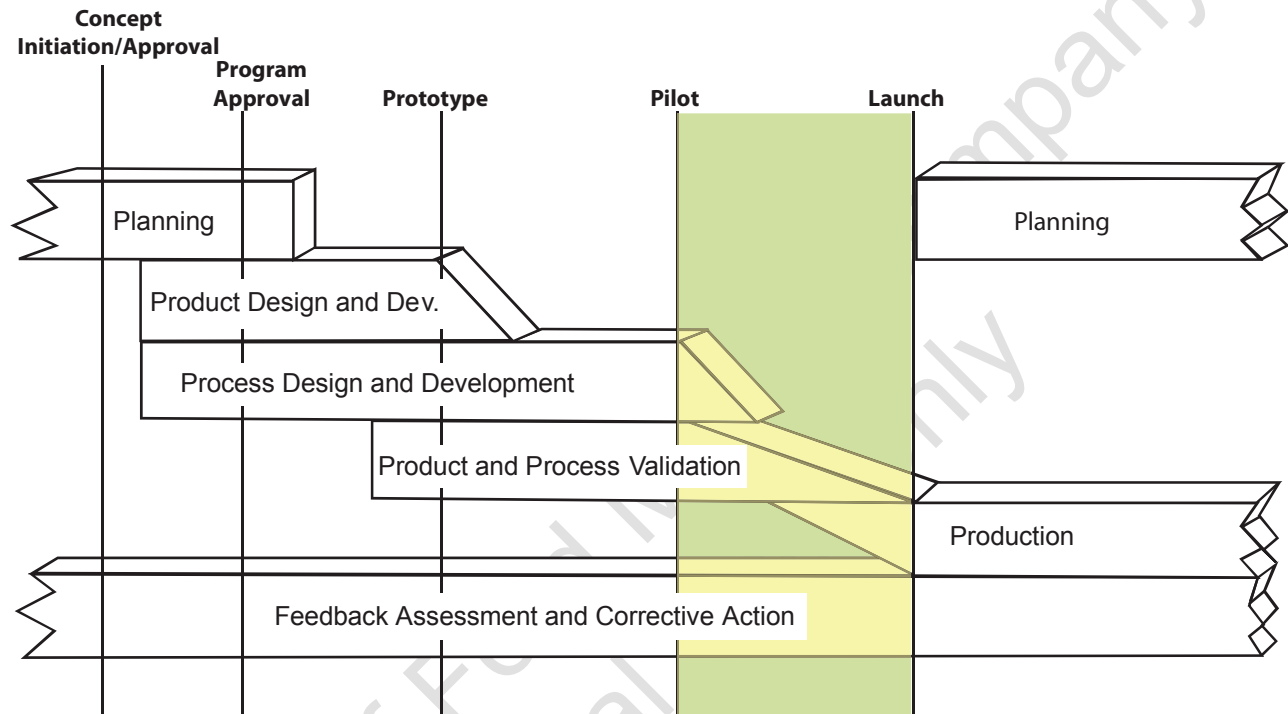 Concept
Initiation/Approval
Program
Approval
Prototype
Pilot
Launch
Planning
Planning
Product Design and Dev.
Process Design and Development
Product and Process Validation
Production
Feedback Assessment and Corrective Action